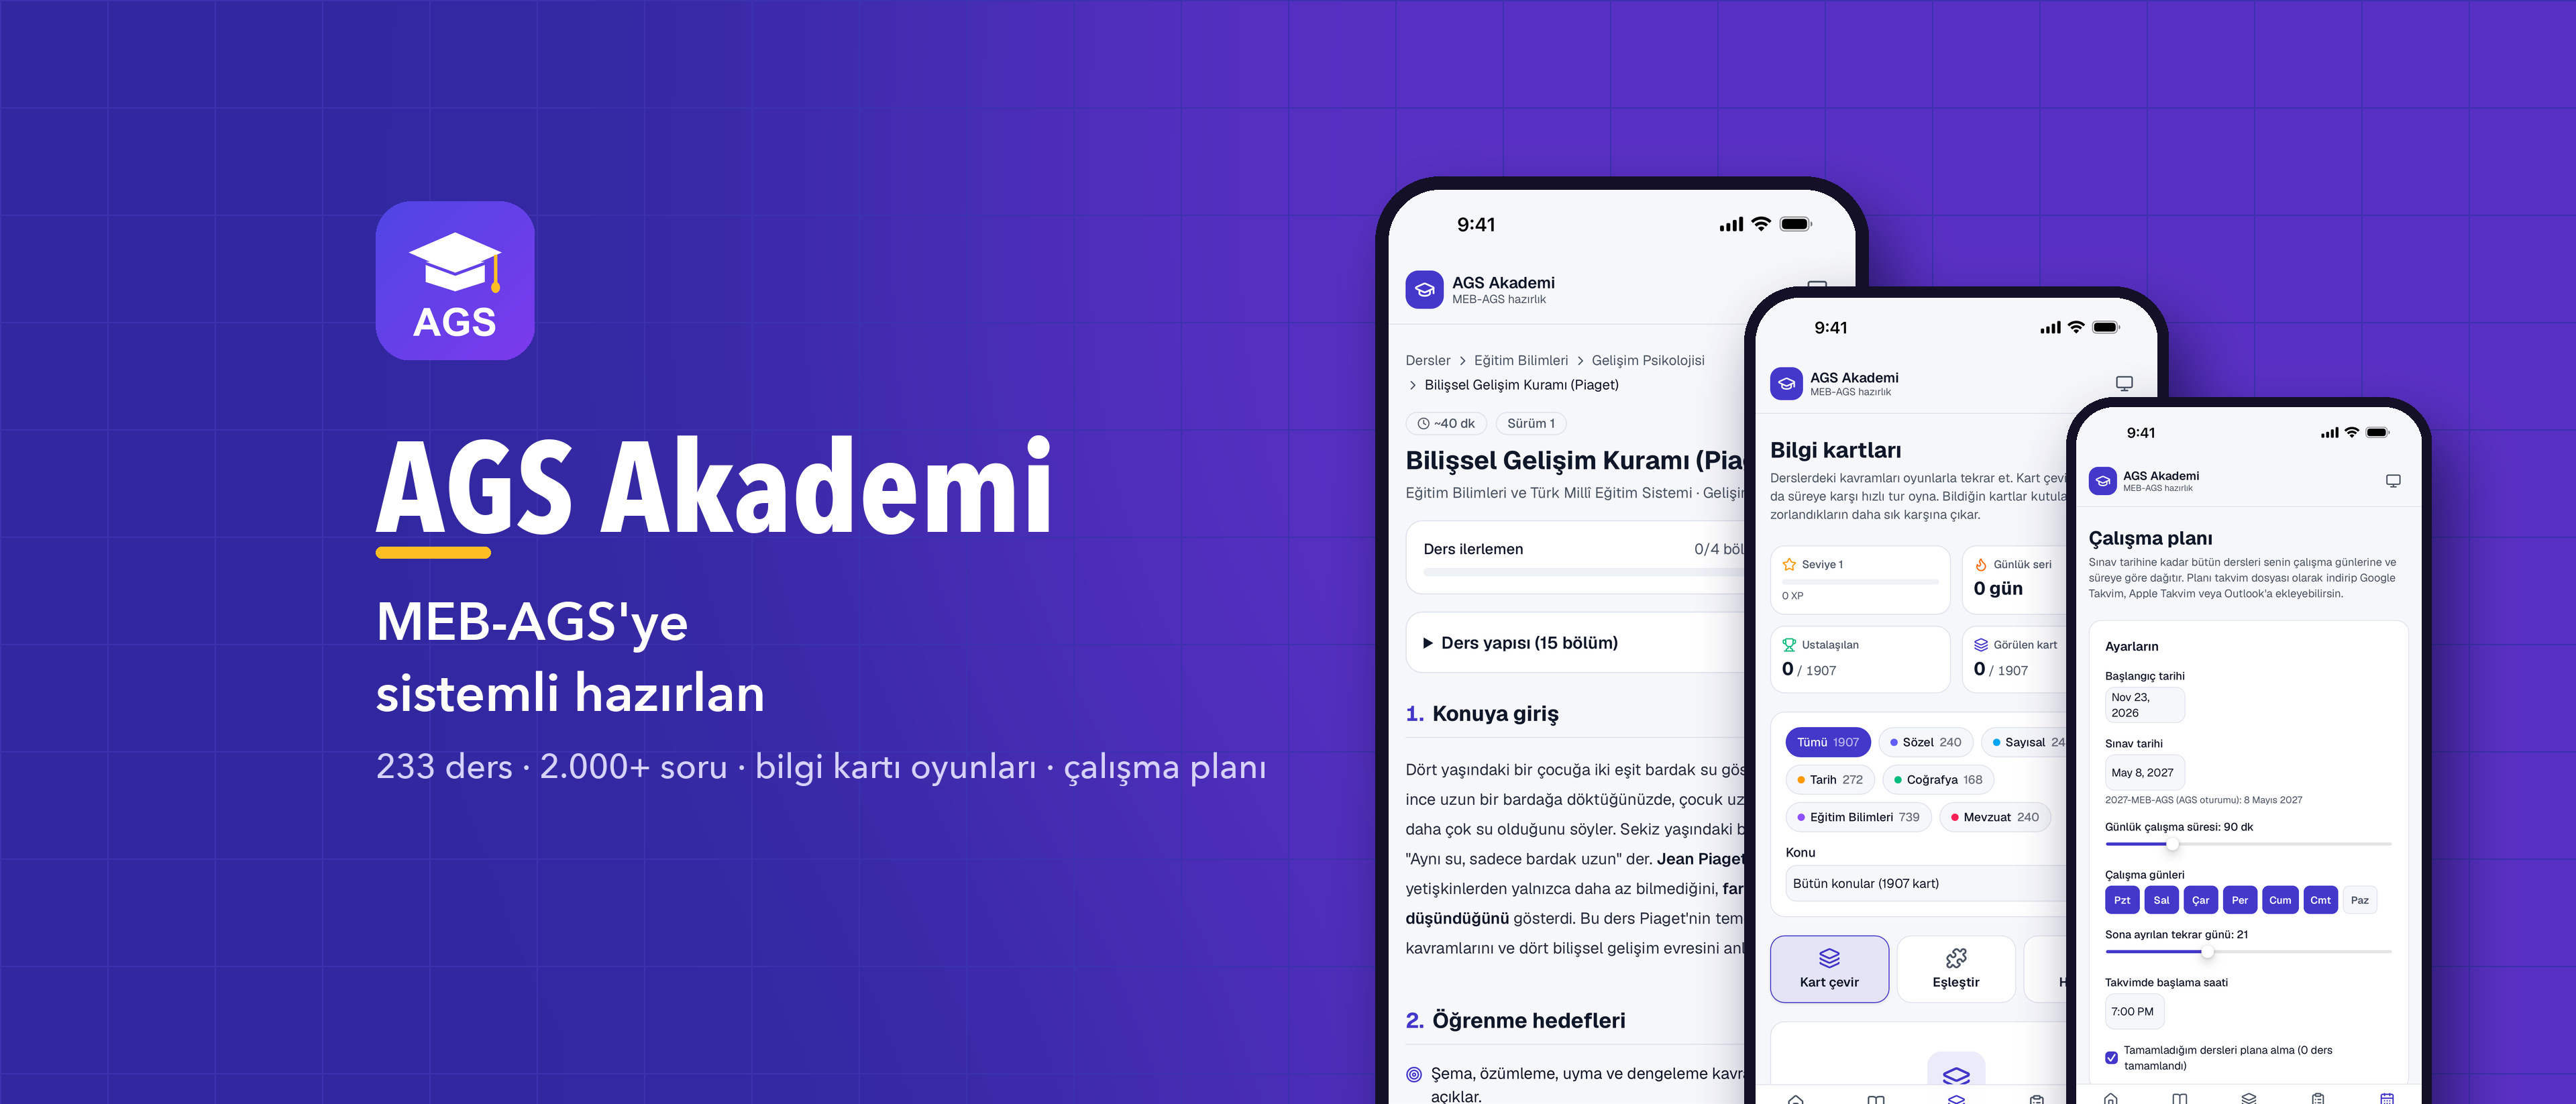 AGS
AGS Akademi
MEB-AGS'ye
sistemli hazırlan
233 ders · 2.000+ soru · bilgi kartı oyunları · çalışma planı
9:41
AGS Akademi
MEB-AGS hazırlık
Dersler > Eğitim Bilimleri > Gelişim Psikolojisi
> Bilişsel Gelişim Kuramı (Piaget)
~40 dk
Sürüm 1
Bilişsel Gelişim Kuramı
Eğitim Bilimleri ve Türk Millî Eğitim Sistemi ·
Ders ilerlemen
0/4
Ders yapısı (15 bölüm)
1. Konuya giriş
Dört yaşındaki bir çocuğa iki eşit bardak su
ince uzun bir bardağa döktüğünüzde, çocuk
daha çok su olduğunu söyler. Sekiz yaşındaki
"Aynı su, sadece bardak uzun" der. Jean Piaget
yetişkinlerden yalnızca daha az bilmediğini,
düşündüğünü gösterdi. Bu ders Piaget'nin
kavramlarını ve dört bilişsel gelişim evresini
2. Öğrenme hedefleri
Şema, özümleme, uyma ve dengeleme
açıklar.
9:41
AGS Akademi
MEB-AGS hazırlık
Bilgi kartları
Derslerdeki kavramları oyunlarla tekrar et. Kart
da süreye karşı hızlı tur oyna. Bildiğin kartlar
zorlandıkların daha sık karşına çıkar.
Seviye 1
0 XP
Günlük seri
0 gün
Ustalaşılan
0 / 1907
Görülen kart
0 / 1907
Tümü 1907
Sözel 240
Sayısal
Tarih 272
Coğrafya 168
Eğitim Bilimleri 739
Mevzuat 240
Konu
Bütün konular (1907 kart)
Kart çevir
Eşleştir
9:41
AGS Akademi
MEB-AGS hazırlık
Çalışma planı
Sınav tarihine kadar bütün dersleri senin çalışma günlerine ve
süreye göre dağıtır. Planı takvim dosyası olarak indirip Google
Takvim, Apple Takvim veya Outlook'a ekleyebilirsin.
Ayarların
Başlangıç tarihi
Nov 23,
2026
Sınav tarihi
May 8, 2027
2027-MEB-AGS (AGS oturumu): 8 Mayıs 2027
Günlük çalışma süresi: 90 dk
Çalışma günleri
Pzt Sal Çar Per Cum Cmt Paz
Sona ayrılan tekrar günü: 21
Takvimde başlama saati
7:00 PM
Tamamladığım dersleri plana alma (0 ders
tamamlandı)